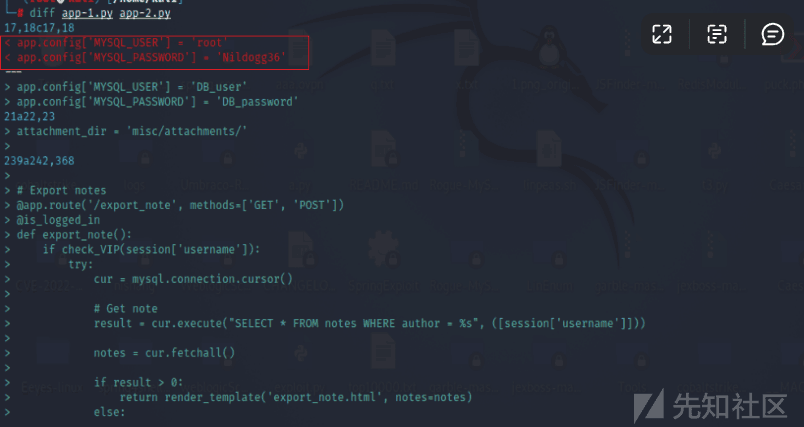 └─# diff app-1.py app-2.py
17,18c17,18
< app.config['MYSQL_USER'] = 'root'
< app.config['MYSQL_PASSWORD'] = 'Nildogg36'
---
> app.config['MYSQL_USER'] = 'DB_user'
> app.config['MYSQL_PASSWORD'] = 'DB_password'
21a22,23
> attachment_dir = 'misc/attachments/'
>
239a242,368
>
> # Export notes
> @app.route('/export_note', methods=['GET', 'POST'])
> @is_logged_in
> def export_note():
>     if check_VIP(session['username']):
>         try:
>             cur = mysql.connection.cursor()
>
>             # Get note
>             result = cur.execute("SELECT * FROM notes WHERE author = %s", ([session['username']]))
>
>             notes = cur.fetchall()
>
>             if result > 0:
>                 return render_template('export_note.html', notes=notes)
>             else:
先知社区